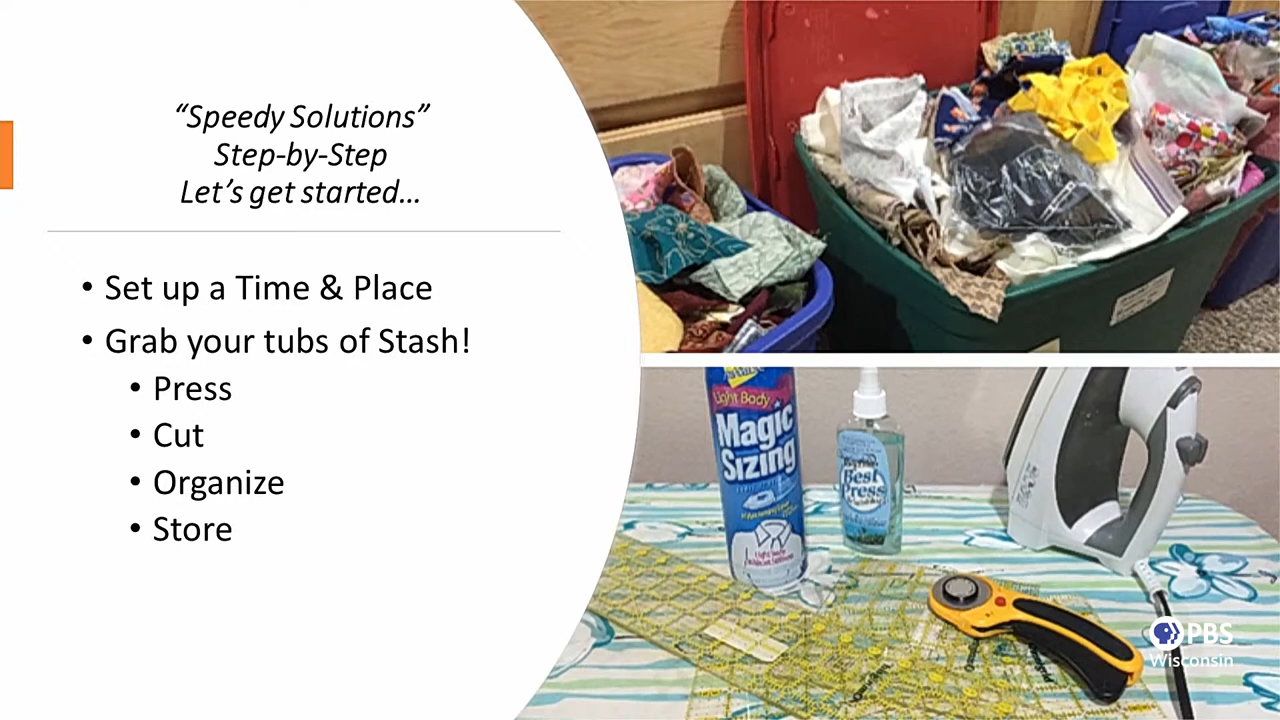 “Speedy Solutions”
Step-by-Step
Let’s get started…
• Set up a Time & Place
• Grab your tubs of Stash!
• Press
• Cut
• Organize
• Store
Light Body
Magic
Sizing
Best
Press
PBS
Wisconsin